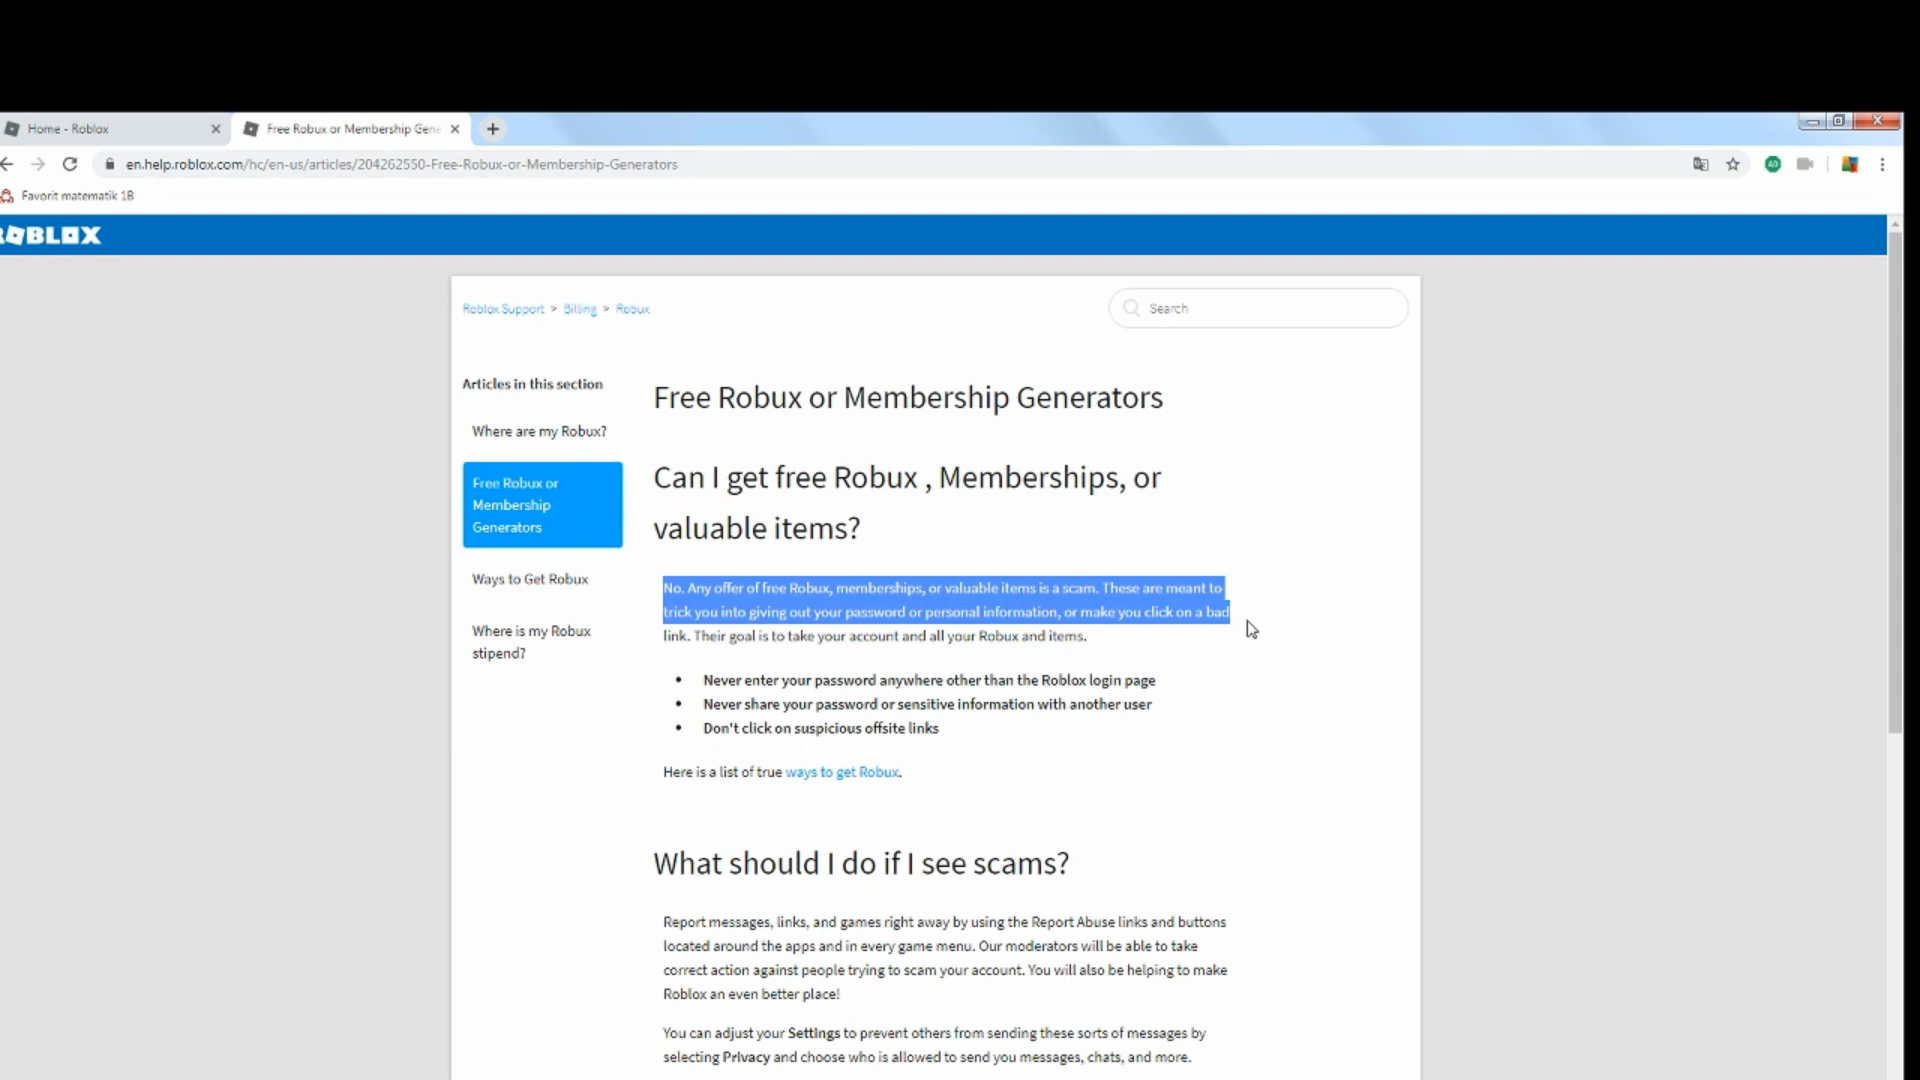 Home - Roblox
Free Robux or Membership Gene
en.help.roblox.com/hc/en-us/articles/204262550-Free-Robux-or-Membership-Generators
Favorit matematik 1B
ROBLOX
Roblox Support > Billing > Robux
Search
Articles in this section
Where are my Robux?
Free Robux or
Membership
Generators
Ways to Get Robux
Where is my Robux
stipend?
Free Robux or Membership Generators
Can I get free Robux , Memberships, or
valuable items?
No. Any offer of free Robux, memberships, or valuable items is a scam. These are meant to
trick you into giving out your password or personal information, or make you click on a bad
link. Their goal is to take your account and all your Robux and items.
• Never enter your password anywhere other than the Roblox login page
• Never share your password or sensitive information with another user
• Don't click on suspicious offsite links
Here is a list of true ways to get Robux.
What should I do if I see scams?
Report messages, links, and games right away by using the Report Abuse links and buttons
located around the apps and in every game menu. Our moderators will be able to take
correct action against people trying to scam your account. You will also be helping to make
Roblox an even better place!
You can adjust your Settings to prevent others from sending these sorts of messages by
selecting Privacy and choose who is allowed to send you messages, chats, and more.